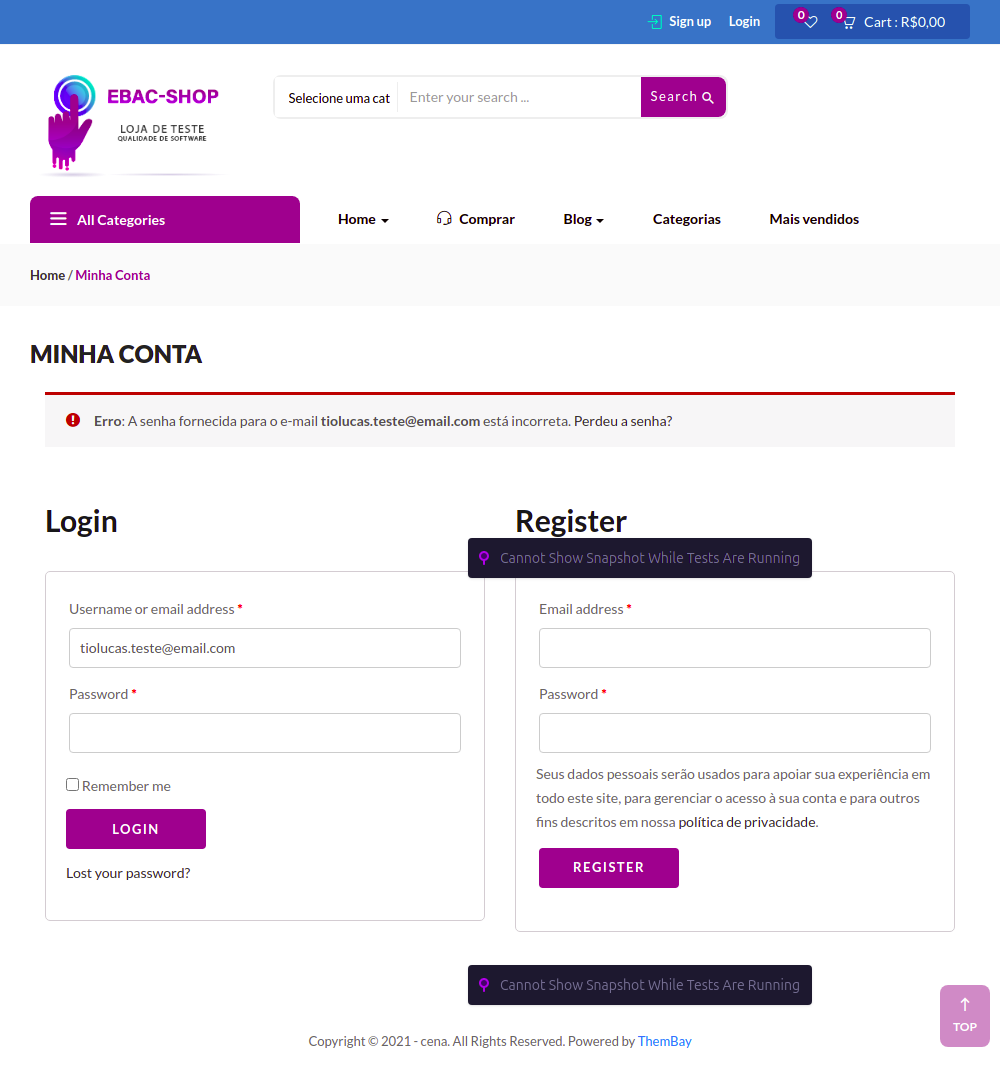 Sign up
Login
0
0
Cart : R$0,00
EBAC-SHOP
LOJA DE TESTE
QUALIDADE DE SOFTWARE
Selecione uma cat
Enter your search ...
Search
All Categories
Home
Comprar
Blog
Categorias
Mais vendidos
Home / Minha Conta
MINHA CONTA
Erro: A senha fornecida para o e-mail tiolucas.teste@email.com está incorreta. Perdeu a senha?
Login
Register
Cannot Show Snapshot While Tests Are Running
Username or email address *
tiolucas.teste@email.com
Password *
Remember me
LOGIN
Lost your password?
Email address *
Password *
Seus dados pessoais serão usados para apoiar sua experiência em
todo este site, para gerenciar o acesso à sua conta e para outros
fins descritos em nossa política de privacidade.
REGISTER
Cannot Show Snapshot While Tests Are Running
TOP
Copyright © 2021 - cena. All Rights Reserved. Powered by ThemBay